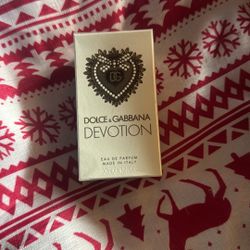 DG
DOLCE & GABBANA
DEVOTION
EAU DE PARFUM
MADE IN ITALY